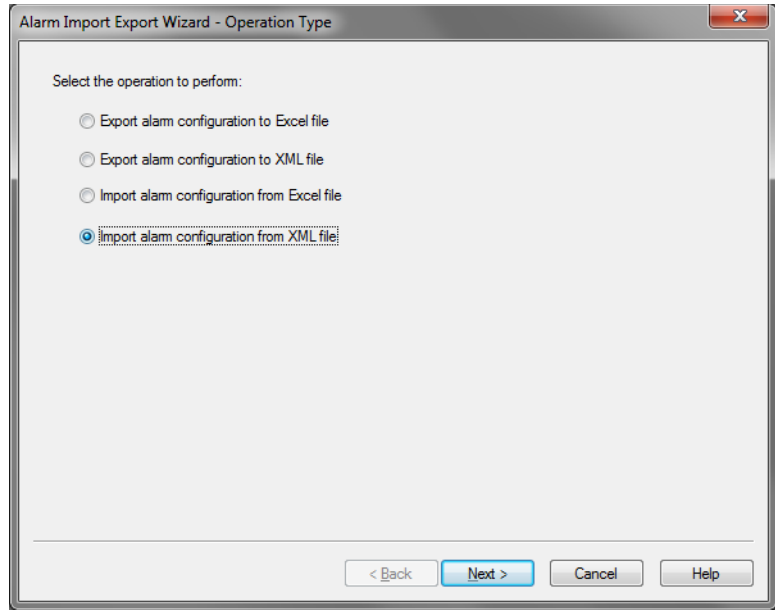 Alarm Import Export Wizard - Operation Type
Select the operation to perform:
Export alarm configuration to Excel file
Export alarm configuration to XML file
Import alarm configuration from Excel file
Import alarm configuration from XML file
< Back Next > Cancel Help